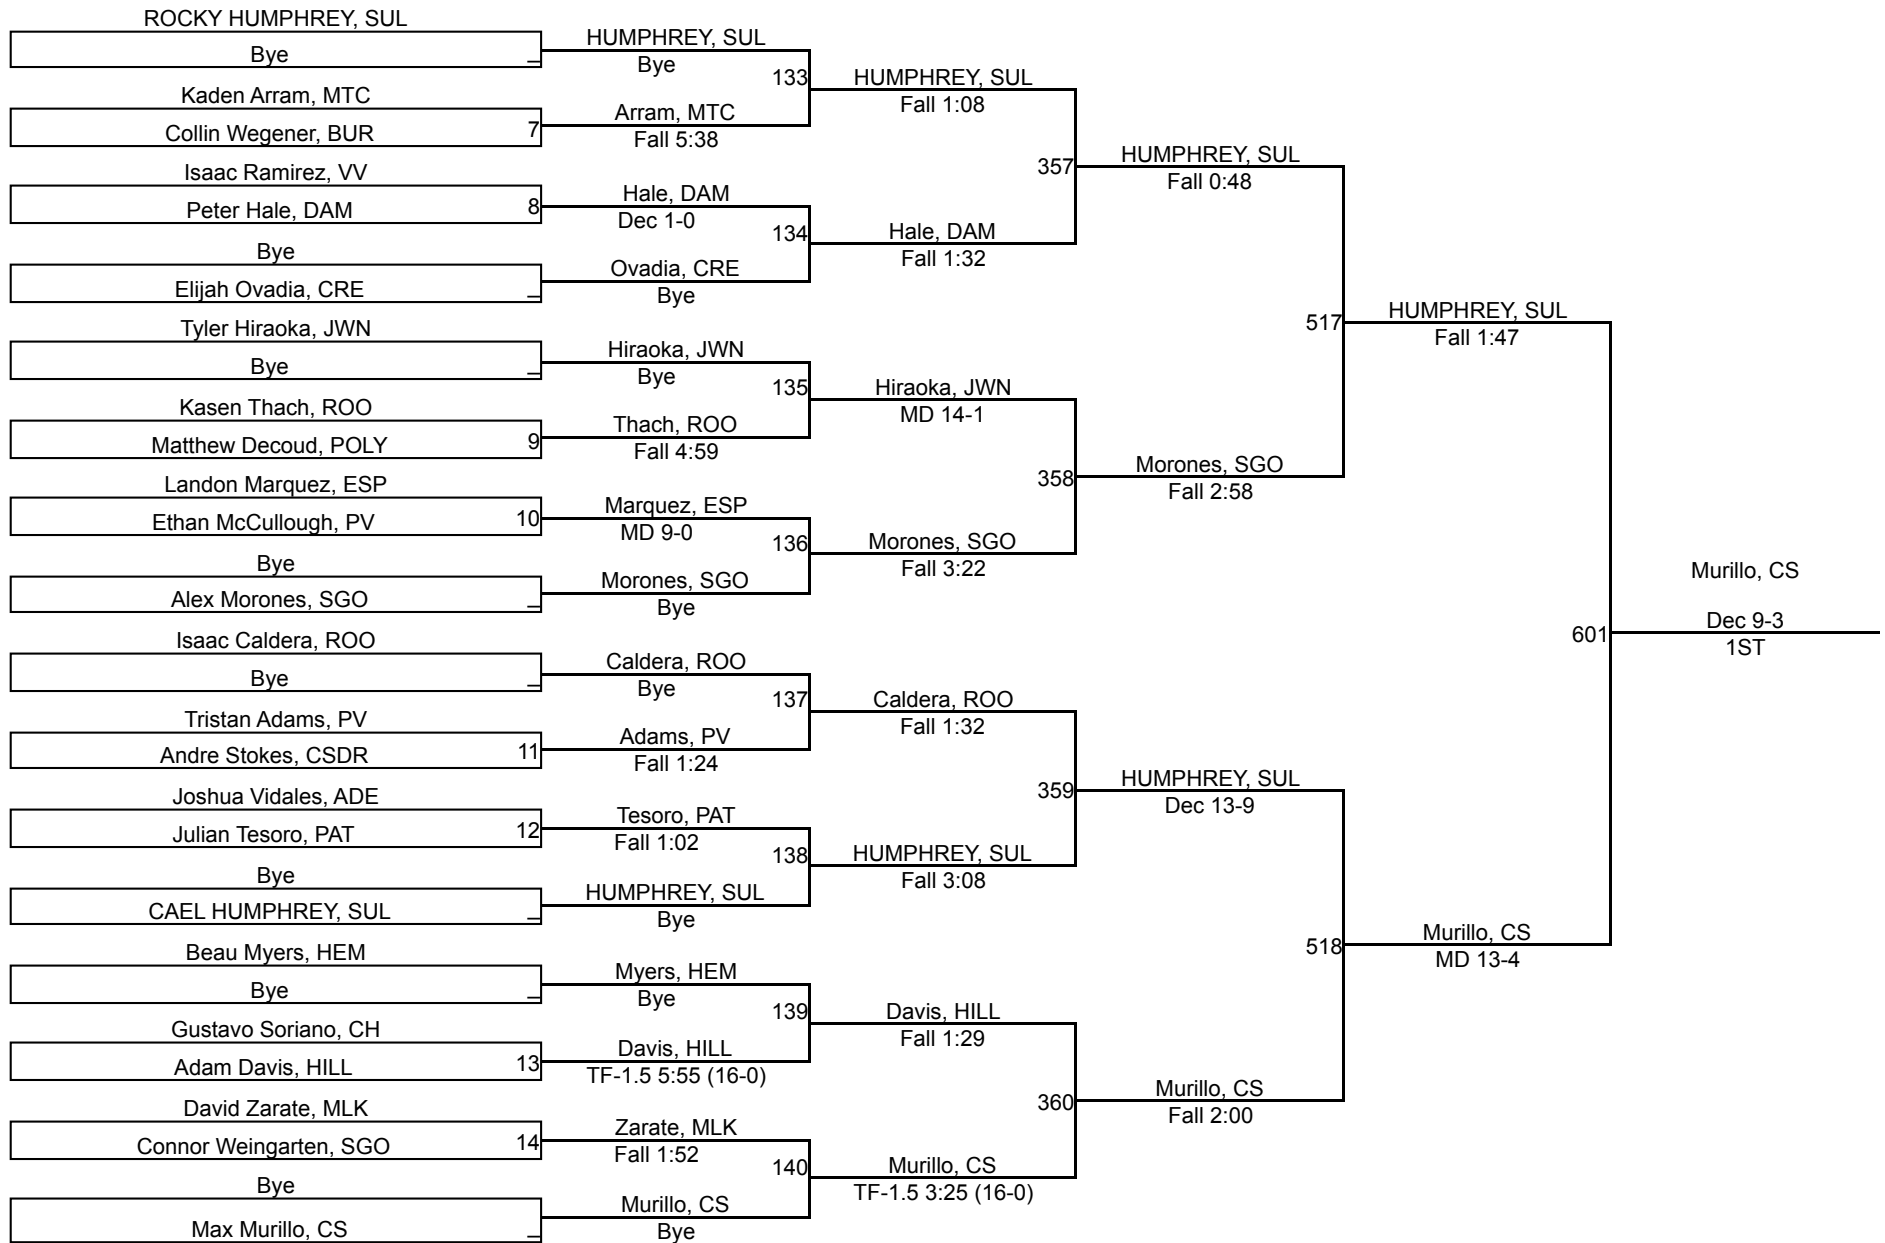 ROCKY HUMPHREY, SUL
Bye
_
Kaden Arram, MTC
Collin Wegener, BUR
7
Isaac Ramirez, VV
Peter Hale, DAM
8
Bye
Elijah Ovadia, CRE
_
Tyler Hiraoka, JWN
Bye
_
Kasen Thach, ROO
Matthew Decoud, POLY
9
Landon Marquez, ESP
Ethan McCullough, PV
10
Bye
Alex Morones, SGO
_
Isaac Caldera, ROO
Bye
_
Tristan Adams, PV
Andre Stokes, CSDR
11
Joshua Vidales, ADE
Julian Tesoro, PAT
12
Bye
CAEL HUMPHREY, SUL
_
Beau Myers, HEM
Bye
_
Gustavo Soriano, CH
Adam Davis, HILL
13
David Zarate, MLK
Connor Weingarten, SGO
14
Bye
Max Murillo, CS
_
HUMPHREY, SUL
Bye
133
Arram, MTC
Fall 5:38
Hale, DAM
Dec 1-0
134
Ovadia, CRE
Bye
Hiraoka, JWN
Bye
135
Thach, ROO
Fall 4:59
Marquez, ESP
MD 9-0
136
Morones, SGO
Bye
Caldera, ROO
Bye
137
Adams, PV
Fall 1:24
Tesoro, PAT
Fall 1:02
138
HUMPHREY, SUL
Bye
Myers, HEM
Bye
139
Davis, HILL
TF-1.5 5:55 (16-0)
Zarate, MLK
Fall 1:52
140
Murillo, CS
Bye
HUMPHREY, SUL
Fall 1:08
357
Hale, DAM
Fall 1:32
Hiraoka, JWN
MD 14-1
358
Morones, SGO
Fall 3:22
Caldera, ROO
Fall 1:32
359
HUMPHREY, SUL
Fall 3:08
Davis, HILL
Fall 1:29
360
Murillo, CS
TF-1.5 3:25 (16-0)
HUMPHREY, SUL
Fall 0:48
517
Morones, SGO
Fall 2:58
HUMPHREY, SUL
Dec 13-9
518
Murillo, CS
Fall 2:00
HUMPHREY, SUL
Fall 1:47
601
Murillo, CS
MD 13-4
Murillo, CS
Dec 9-3
1ST